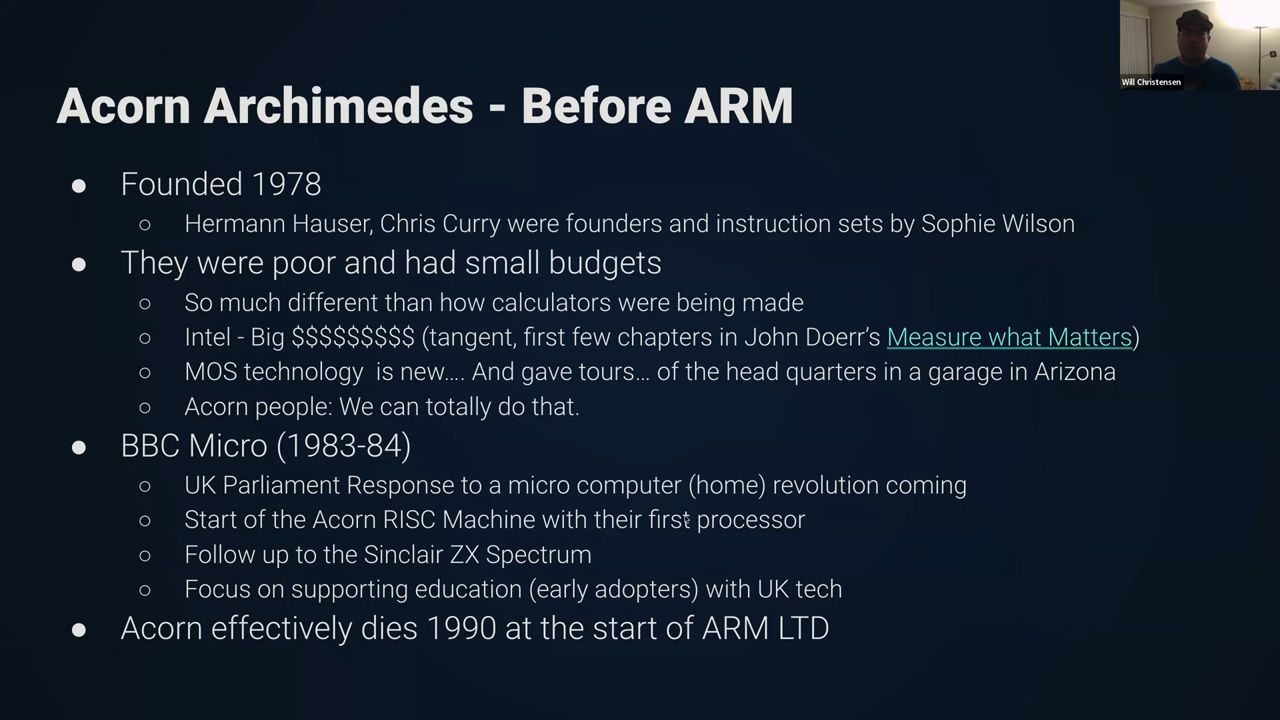 Will Christensen
Acorn Archimedes - Before ARM
● Founded 1978
○ Hermann Hauser, Chris Curry were founders and instruction sets by Sophie Wilson
● They were poor and had small budgets
○ So much different than how calculators were being made
○ Intel - Big $$$$$$$$$ (tangent, first few chapters in John Doerr's Measure what Matters)
○ MOS technology  is new.... And gave tours... of the head quarters in a garage in Arizona
○ Acorn people: We can totally do that.
● BBC Micro (1983-84)
○ UK Parliament Response to a micro computer (home) revolution coming
○ Start of the Acorn RISC Machine with their first processor
○ Follow up to the Sinclair ZX Spectrum
○ Focus on supporting education (early adopters) with UK tech
● Acorn effectively dies 1990 at the start of ARM LTD